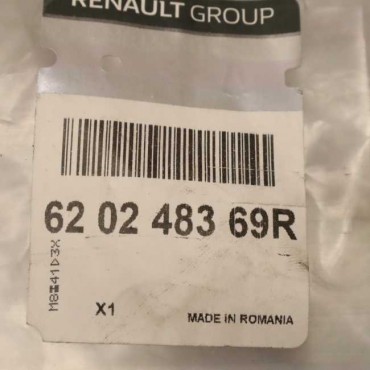 RENAULT GROUP
62 02 483 69R
X1
MADE IN ROMANIA